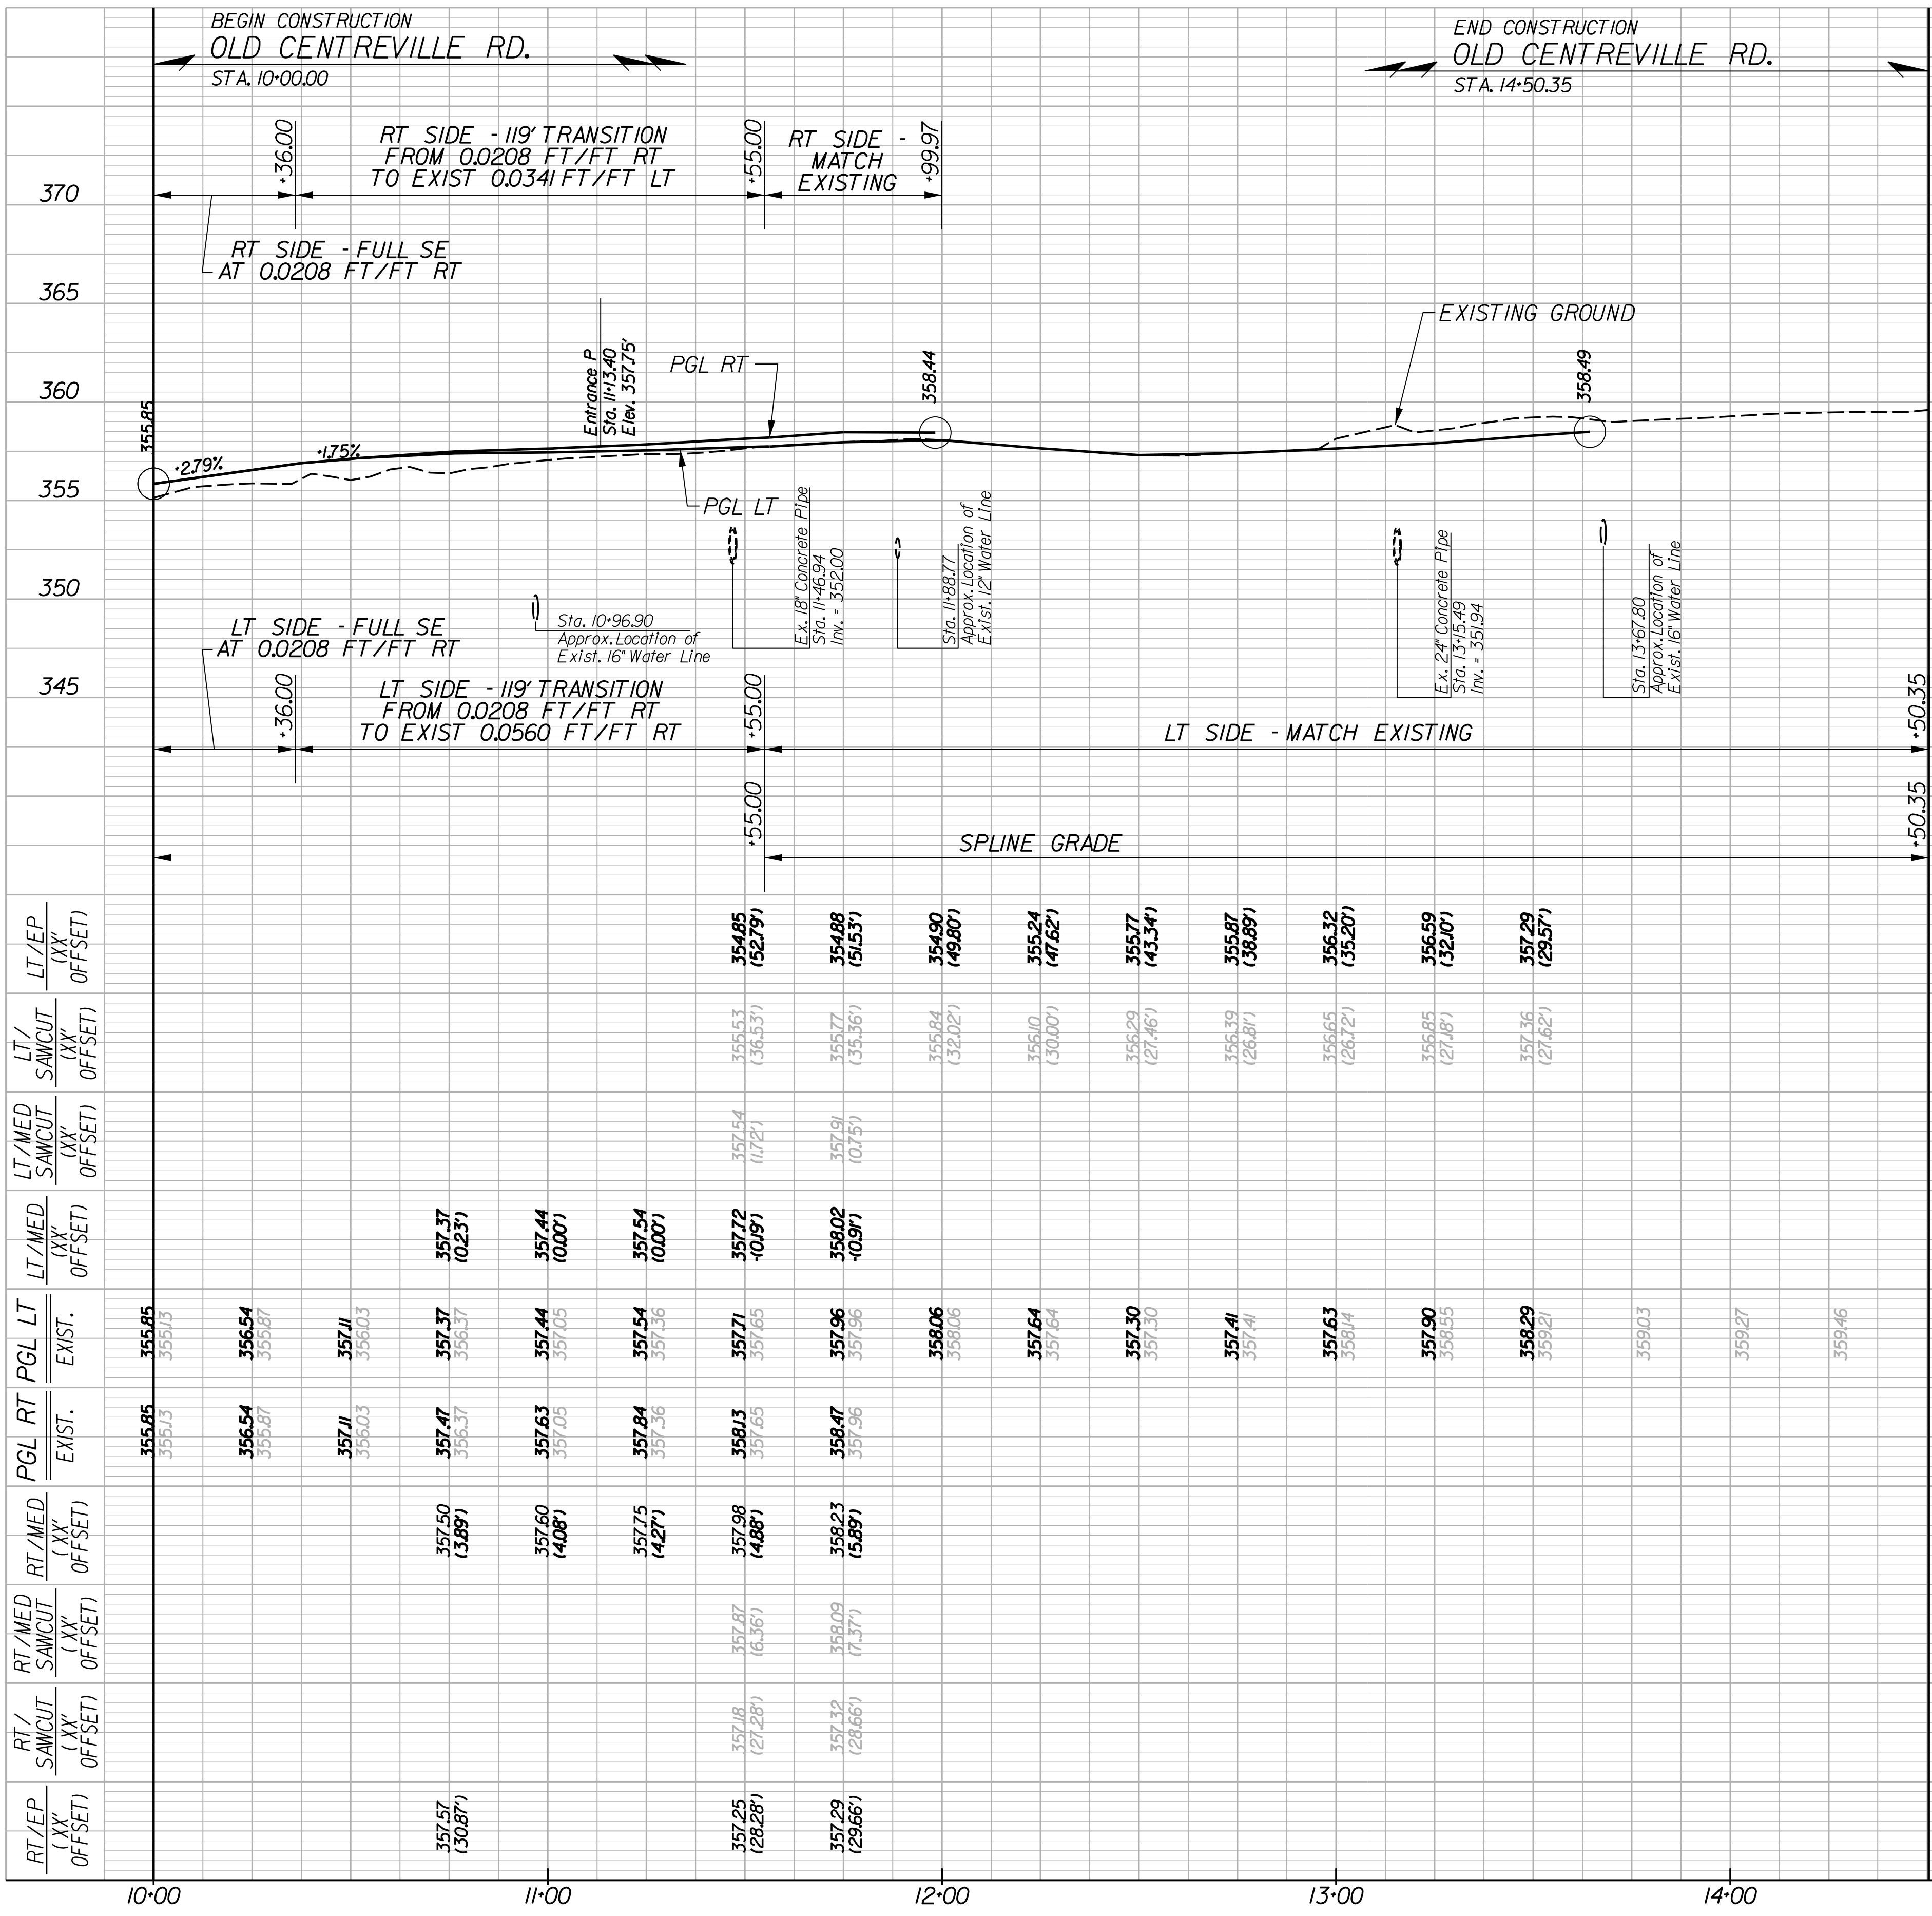 BEGIN CONSTRUCTION
OLD CENTREVILLE RD.
STA. 10+00.00
END CONSTRUCTION
OLD CENTREVILLE RD.
STA. 14+50.35
+36.00
RT SIDE - 119' TRANSITION
FROM 0.0208 FT/FT RT
TO EXIST 0.0341 FT/FT LT
+55.00
RT SIDE -
MATCH
EXISTING
+99.97
370
RT SIDE - FULL SE
AT 0.0208 FT/FT RT
365
EXISTING GROUND
360
355.85
+2.79%
+1.75%
Entrance P
Sta. 11+13.40
Elev. 357.75'
PGL RT
358.44
358.49
355
PGL LT
350
Sta. 10+96.90
Approx. Location of
Exist. 16" Water Line
Ex. 18" Concrete Pipe
Sta. 11+46.94
Inv. = 352.00
Sta. 11+88.77
Approx. Location of
Exist. 12" Water Line
Ex. 24" Concrete Pipe
Sta. 13+15.49
Inv. = 351.94
Sta. 13+67.80
Approx. Location of
Exist. 16" Water Line
LT SIDE - FULL SE
AT 0.0208 FT/FT RT
345
+36.00
LT SIDE - 119' TRANSITION
FROM 0.0208 FT/FT RT
TO EXIST 0.0560 FT/FT RT
+55.00
LT SIDE - MATCH EXISTING
+50.35
+55.00
SPLINE GRADE
+50.35
LT/EP
(XX'
OFFSET)
354.85
(52.79')
354.88
(51.53')
354.90
(49.80')
355.24
(47.62')
355.77
(43.34')
355.87
(38.89')
356.32
(35.20')
356.59
(32.10')
357.29
(29.57')
LT/
SAWCUT
(XX'
OFFSET)
355.53
(36.53')
355.77
(35.36')
355.84
(32.02')
356.10
(30.00')
356.29
(27.46')
356.39
(26.81')
356.65
(26.72')
356.85
(27.18')
357.36
(27.62')
LT/MED
SAWCUT
(XX'
OFFSET)
357.54
(1.72')
357.91
(0.75')
LT/MED
(XX'
OFFSET)
357.37
(0.23')
357.44
(0.00')
357.54
(0.00')
357.72
-(0.19')
358.02
-(0.91')
PGL LT
EXIST.
355.85
355.13
356.54
355.87
357.11
356.03
357.37
356.37
357.44
357.05
357.54
357.36
357.71
357.65
357.96
357.96
358.06
358.06
357.64
357.64
357.30
357.30
357.41
357.41
357.63
358.14
357.90
358.55
358.29
359.21
359.03
359.27
359.46
PGL RT
EXIST.
355.85
355.13
356.54
355.87
357.11
356.03
357.47
356.37
357.63
357.05
357.84
357.36
358.13
357.65
358.47
357.96
RT/MED
(XX'
OFFSET)
357.50
(3.89')
357.60
(4.08')
357.75
(4.27')
357.98
(4.88')
358.23
(5.89')
RT/MED
SAWCUT
(XX'
OFFSET)
357.87
(6.36')
358.09
(7.37')
RT/
SAWCUT
(XX'
OFFSET)
357.18
(27.28')
357.32
(28.66')
RT/EP
(XX'
OFFSET)
357.57
(30.87')
357.25
(28.28')
357.29
(29.66')
10+00
11+00
12+00
13+00
14+00